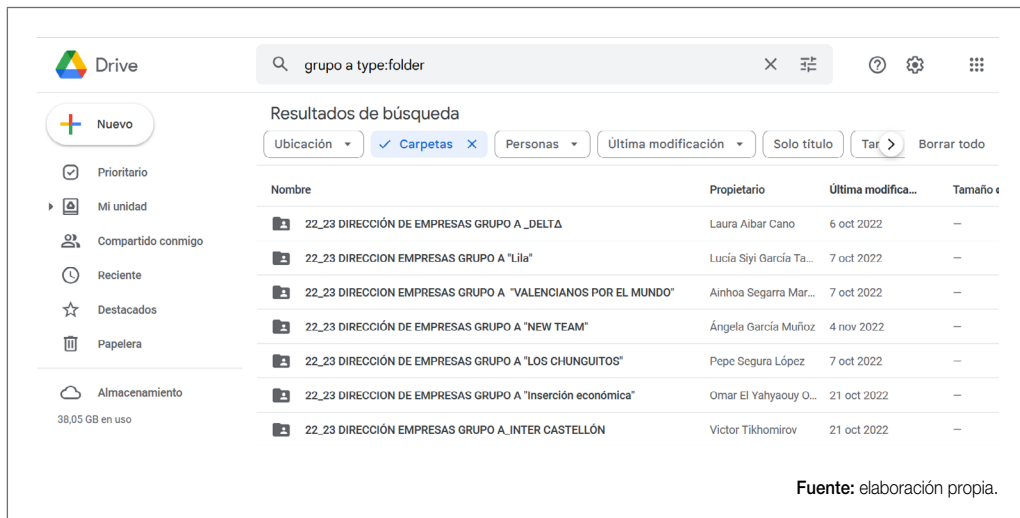 Drive
grupo a type:folder
Nuevo
Prioritario
Mi unidad
Compartido conmigo
Reciente
Destacados
Papelera
Almacenamiento
38,05 GB en uso
Resultados de búsqueda
Ubicación Carpetas Personas Última modificación Solo título Tar Borrar todo
Nombre Propietario Última modifica... Tamaño
22_23 DIRECCIÓN DE EMPRESAS GRUPO A _DELTΔ Laura Aibar Cano 6 oct 2022 —
22_23 DIRECCIÓN EMPRESAS GRUPO A "Lila" Lucía Siyi García Ta... 7 oct 2022 —
22_23 DIRECCION EMPRESAS GRUPO A "VALENCIANOS POR EL MUNDO" Ainhoa Segarra Mar... 7 oct 2022 —
22_23 DIRECCIÓN DE EMPRESAS GRUPO A "NEW TEAM" Ángela García Muñoz 4 nov 2022 —
22_23 DIRECCIÓN DE EMPRESAS GRUPO A "LOS CHUNGUITOS" Pepe Segura López 7 oct 2022 —
22_23 DIRECCION DE EMPRESAS GRUPO A "Inserción económica" Omar El Yahyaouy O... 21 oct 2022 —
22_23 DIRECCIÓN EMPRESAS GRUPO A_INTER CASTELLÓN Victor Tikhomirov 21 oct 2022 —
Fuente: elaboración propia.